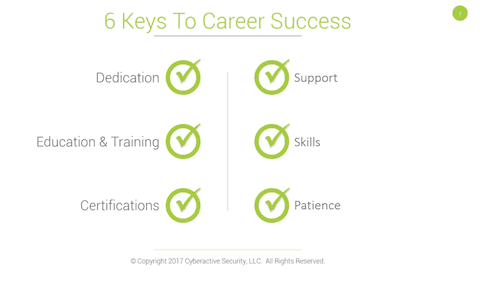 6 Keys To Career Success
Dedication
Support
Education & Training
Skills
Certifications
Patience
© Copyright 2017 Cyberactive Security, LLC. All Rights Reserved.